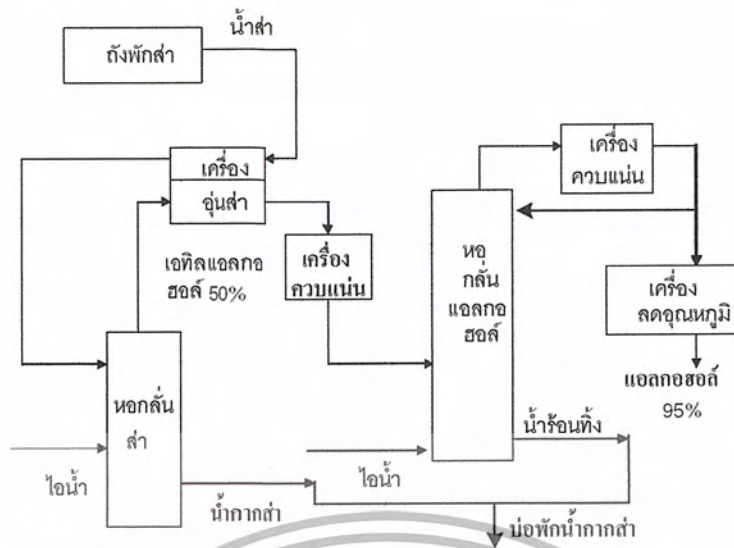 น้ำส่า
ถังพักส่า
เครื่อง
อุ่นส่า
เอทิลแอลกอ
ฮอล์ 50%
เครื่อง
ควบแน่น
หอกลั่น
ส่า
ไอน้ำ
น้ำกากส่า
หอ
กลั่น
แอลกอ
ฮอล์
เครื่อง
ควบแน่น
เครื่อง
ลดอุณหภูมิ
แอลกอฮอล์
95%
น้ำร้อนทิ้ง
ไอน้ำ
บ่อพักน้ำกากส่า